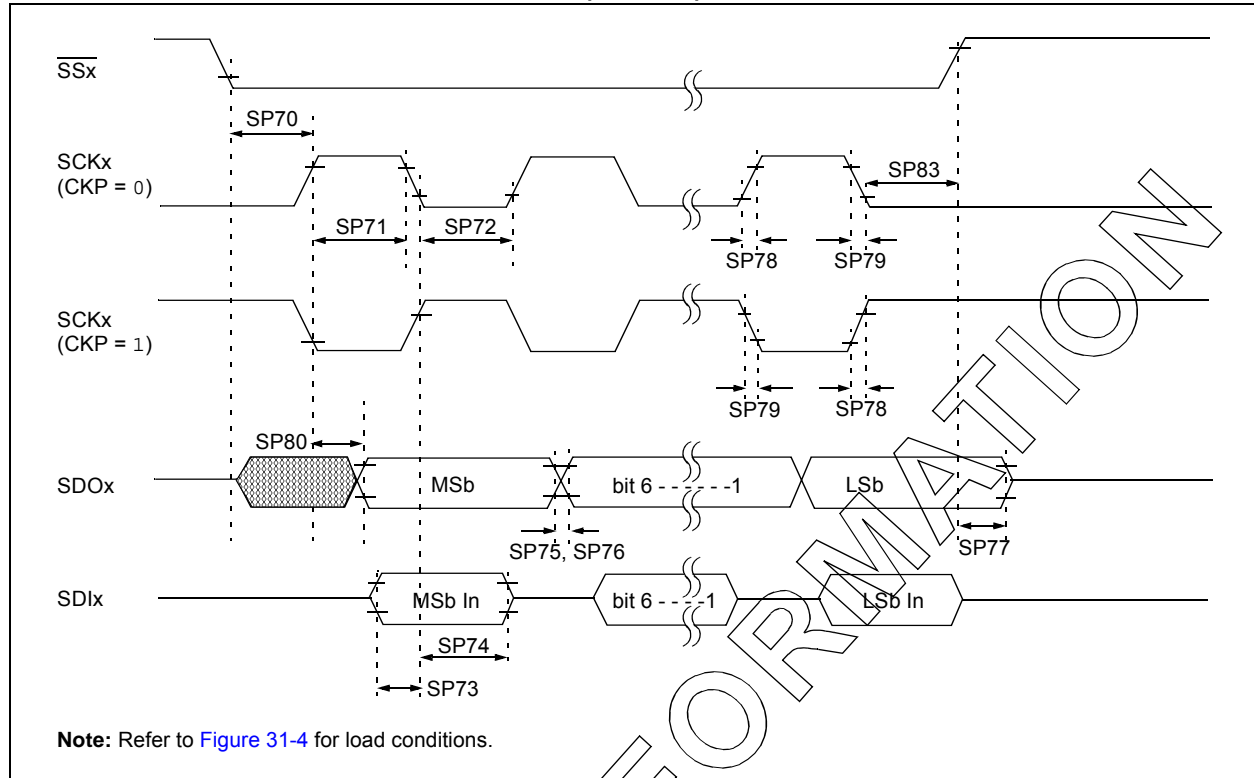 SSx
SP70
SCKx
(CKP = 0)
SP83
SP71
SP72
SP78
SP79
SCKx
(CKP = 1)
SP79
SP78
SP80
SDOx
MSb
bit 6 - - - - - -1
LSb
SP75, SP76
SP77
SDIx
MSb In
bit 6 - - - - -1
LSb In
SP74
SP73
Note: Refer to Figure 31-4 for load conditions.
FORMATION